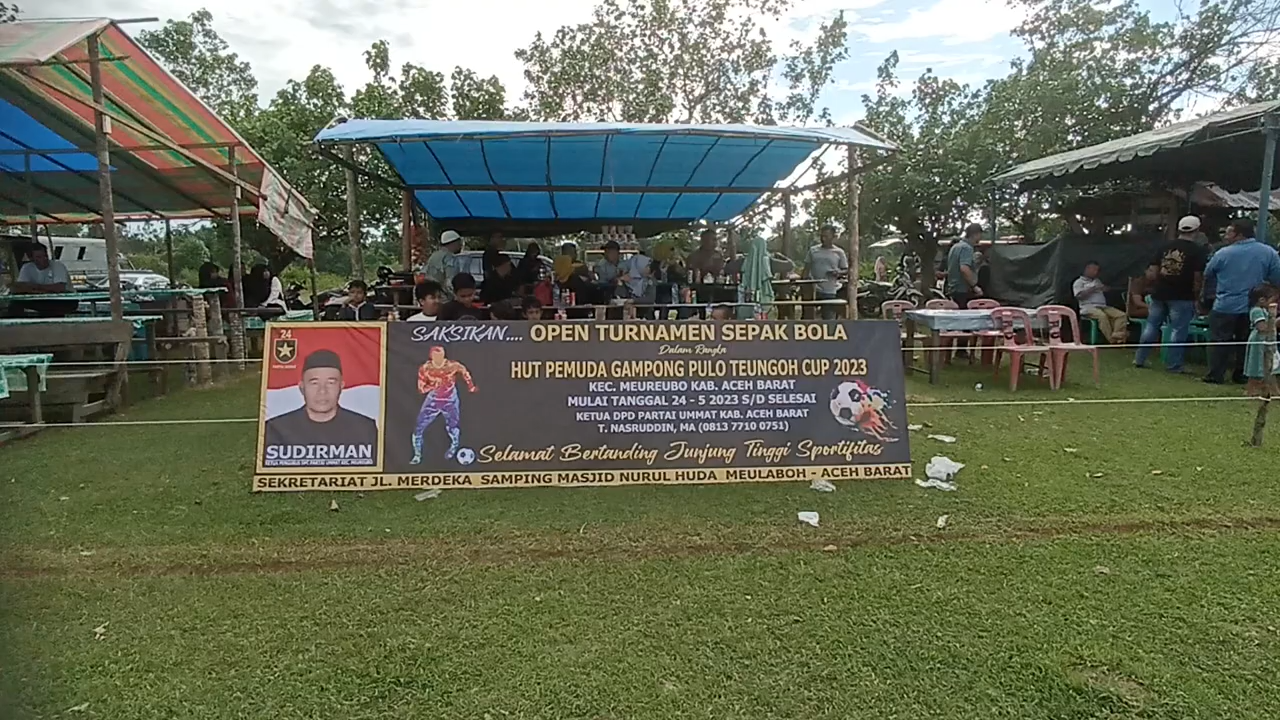 24
SUDIRMAN
SAKSIKAN.... OPEN TURNAMEN SEPAK BOLA
Dalam Rangka
HUT PEMUDA GAMPONG PULO TEUNGOH CUP 2023
KEC. MEUREUBO KAB. ACEH BARAT
MULAI TANGGAL 24 - 5 2023 S/D SELESAI
KETUA DPD PARTAI UMMAT KAB. ACEH BARAT
T. NASRUDDIN, MA (0813 7710 0751)
Selamat Bertanding Junjung Tinggi Sportifitas
SEKRETARIAT JL. MERDEKA SAMPING MASJID NURUL HUDA MEULABOH - ACEH BARAT